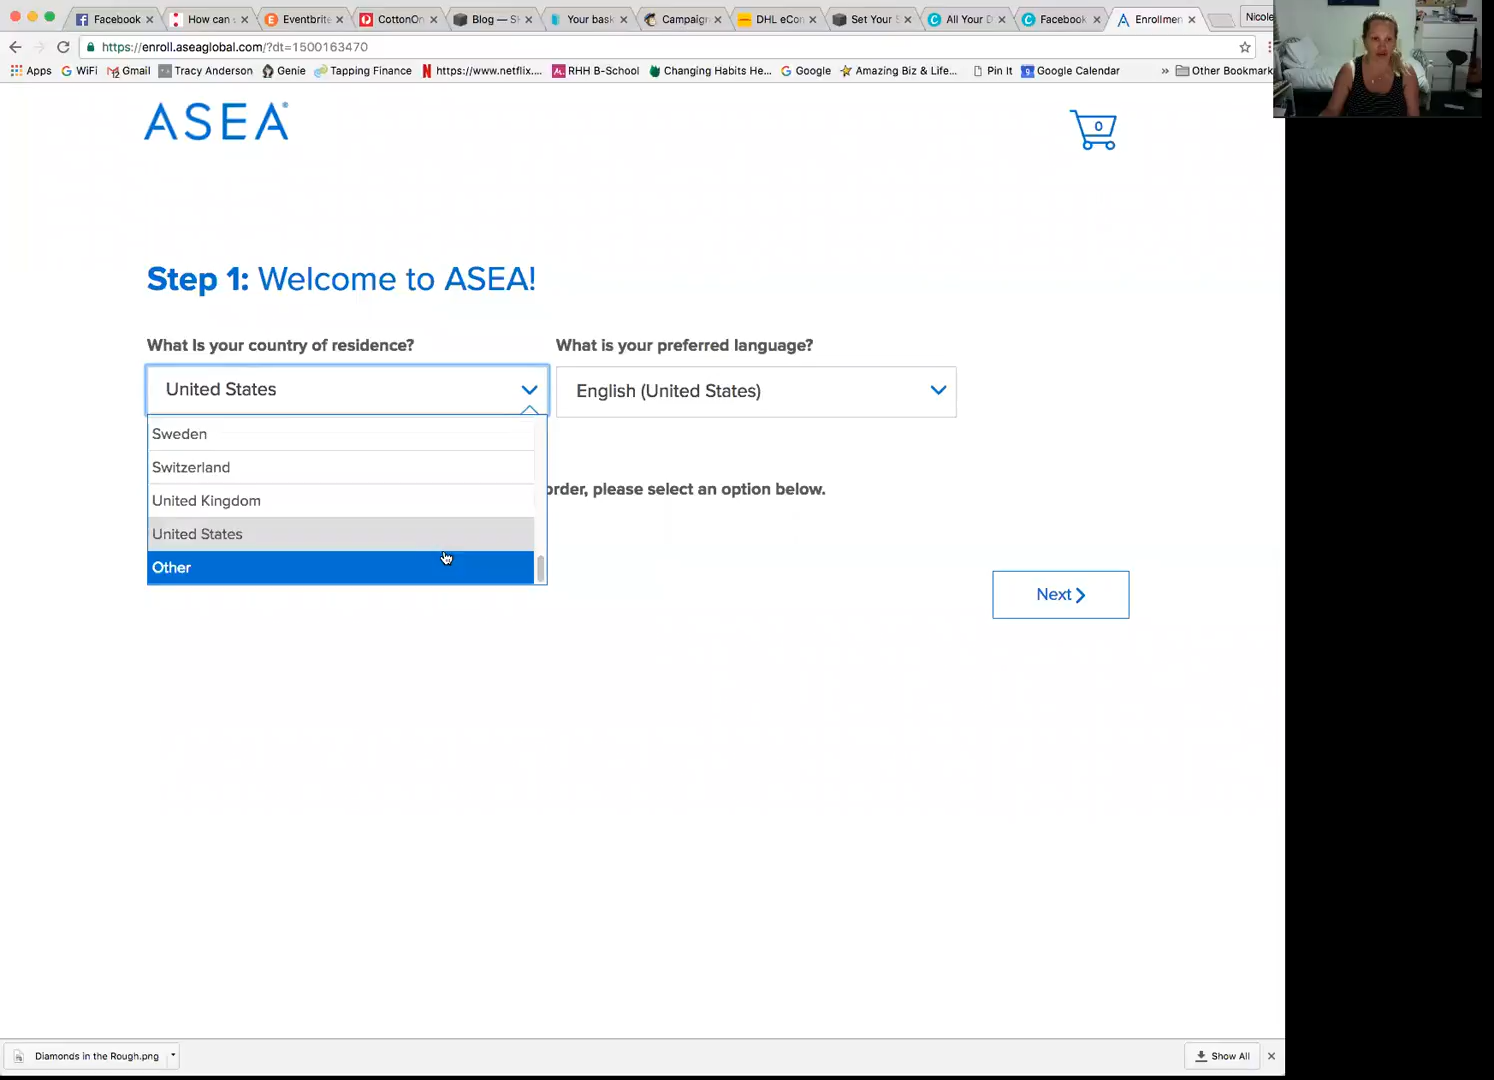 Facebook
How can
Eventbrite
CottonOn
Blog — S
Your bask
Campaign
DHL eCon
Set Your S
All Your D
Facebook
Enrollmen
Nicole
https://enroll.aseaglobal.com/?dt=1500163470
Apps
WiFi
Gmail
Tracy Anderson
Genie
Tapping Finance
https://www.netflix....
RHH B-School
Changing Habits He...
Google
Amazing Biz & Life...
Pin It
Google Calendar
»
Other Bookmark
ASEA®
0
Step 1: Welcome to ASEA!
What Is your country of residence?
What is your preferred language?
United States
English (United States)
Sweden
Switzerland
United Kingdom
United States
Other
order, please select an option below.
Next
Diamonds in the Rough.png
Show All